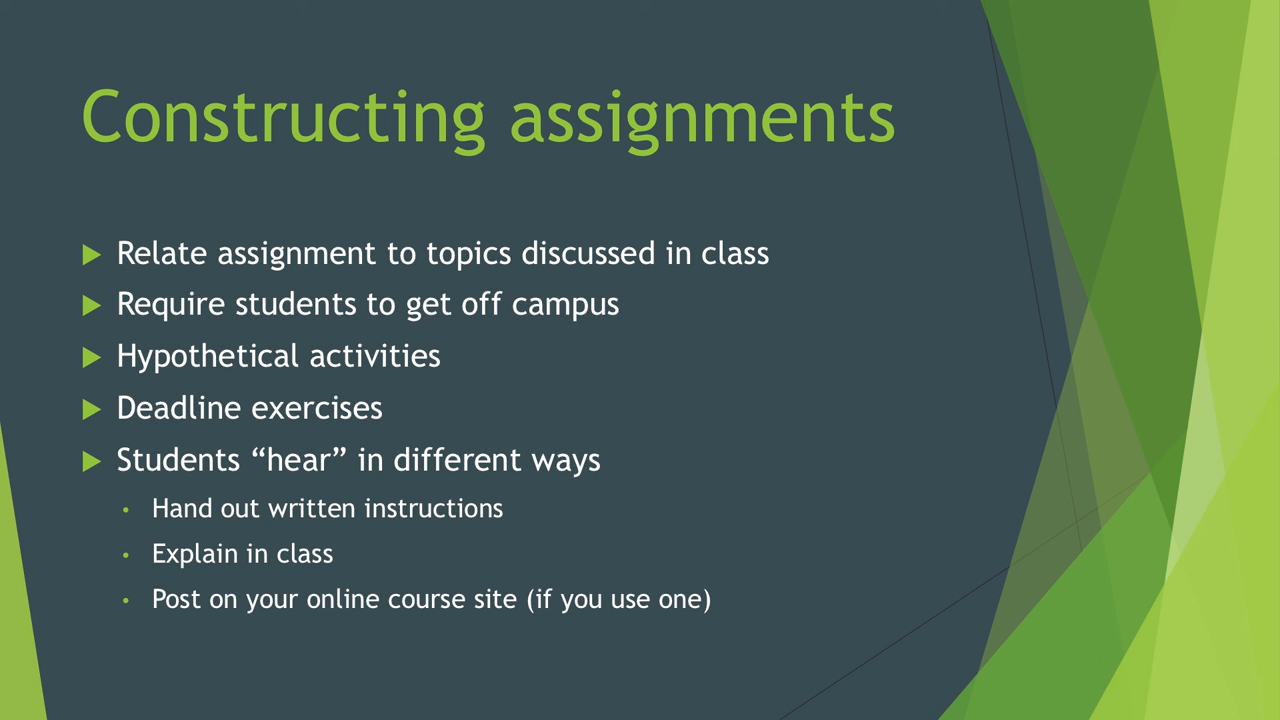 Constructing assignments
Relate assignment to topics discussed in class
Require students to get off campus
Hypothetical activities
Deadline exercises
Students “hear” in different ways
Hand out written instructions
Explain in class
Post on your online course site (if you use one)